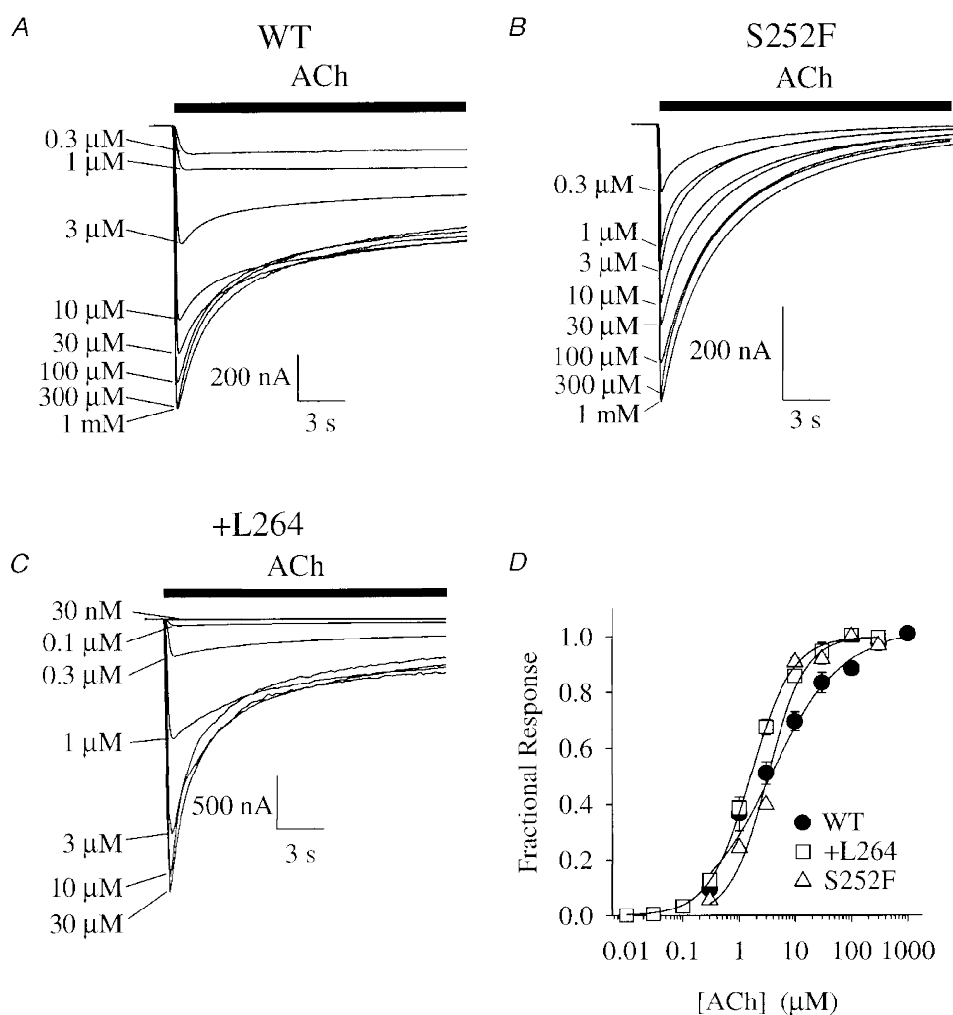 A
WT
ACh
0.3 µM
1 µM
3 µM
10 µM
30 µM
100 µM
300 µM
1 mM
200 nA
3 s
B
S252F
ACh
0.3 µM
1 µM
3 µM
10 µM
30 µM
100 µM
300 µM
1 mM
200 nA
3 s
C
+L264
ACh
30 nM
0.1 µM
0.3 µM
1 µM
3 µM
10 µM
30 µM
500 nA
3 s
D
Fractional Response
1.0
0.8
0.6
0.4
0.2
0.0
WT
+L264
S252F
0.01 0.1 1 10 100 1000
[ACh] (µM)